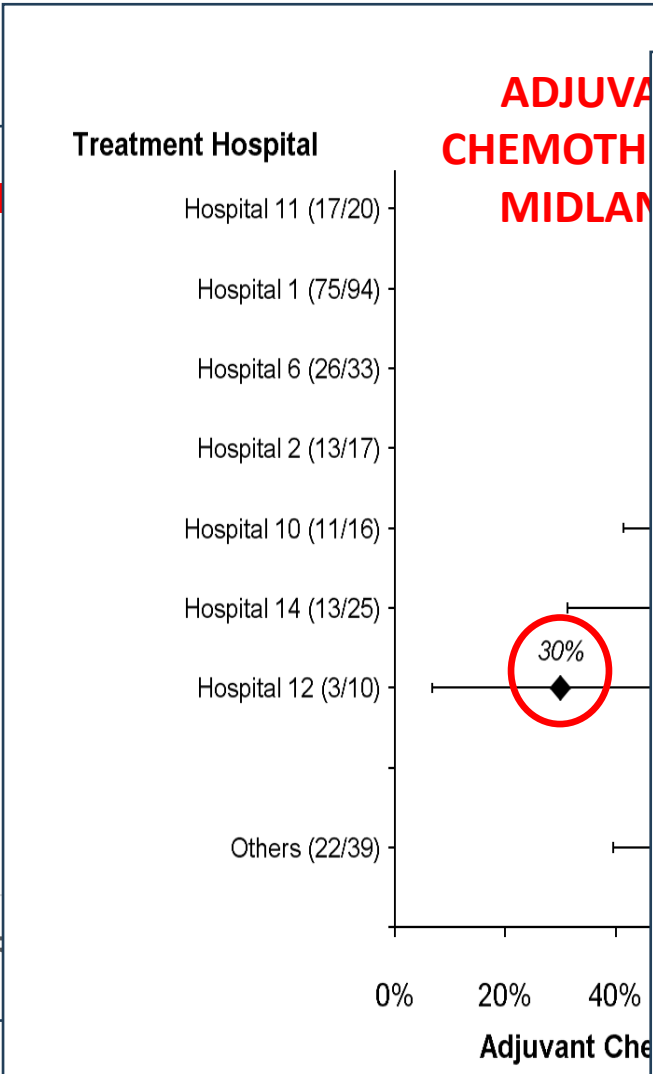 ADJUVA
CHEMOTH
MIDLAN
Treatment Hospital
Hospital 11 (17/20)
Hospital 1 (75/94)
Hospital 6 (26/33)
Hospital 2 (13/17)
Hospital 10 (11/16)
Hospital 14 (13/25)
30%
Hospital 12 (3/10)
Others (22/39)
0% 20% 40%
Adjuvant Che